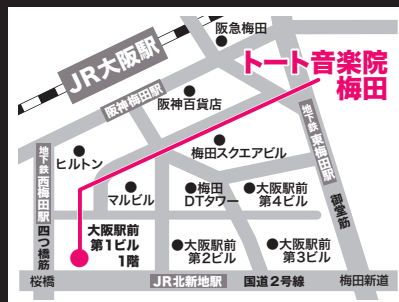 阪急梅田
JR大阪駅
トート音楽院
梅田
阪神梅田駅
阪神百貨店
地下鉄
東梅田駅
梅田スクエアビル
ヒルトン
地下鉄
西梅田駅
マルビル
梅田
DTタワー
大阪駅前
第4ビル
御堂筋
四つ橋筋
大阪駅前
第1ビル
1階
大阪駅前
第2ビル
大阪駅前
第3ビル
桜橋
JR北新地駅
国道2号線
梅田新道